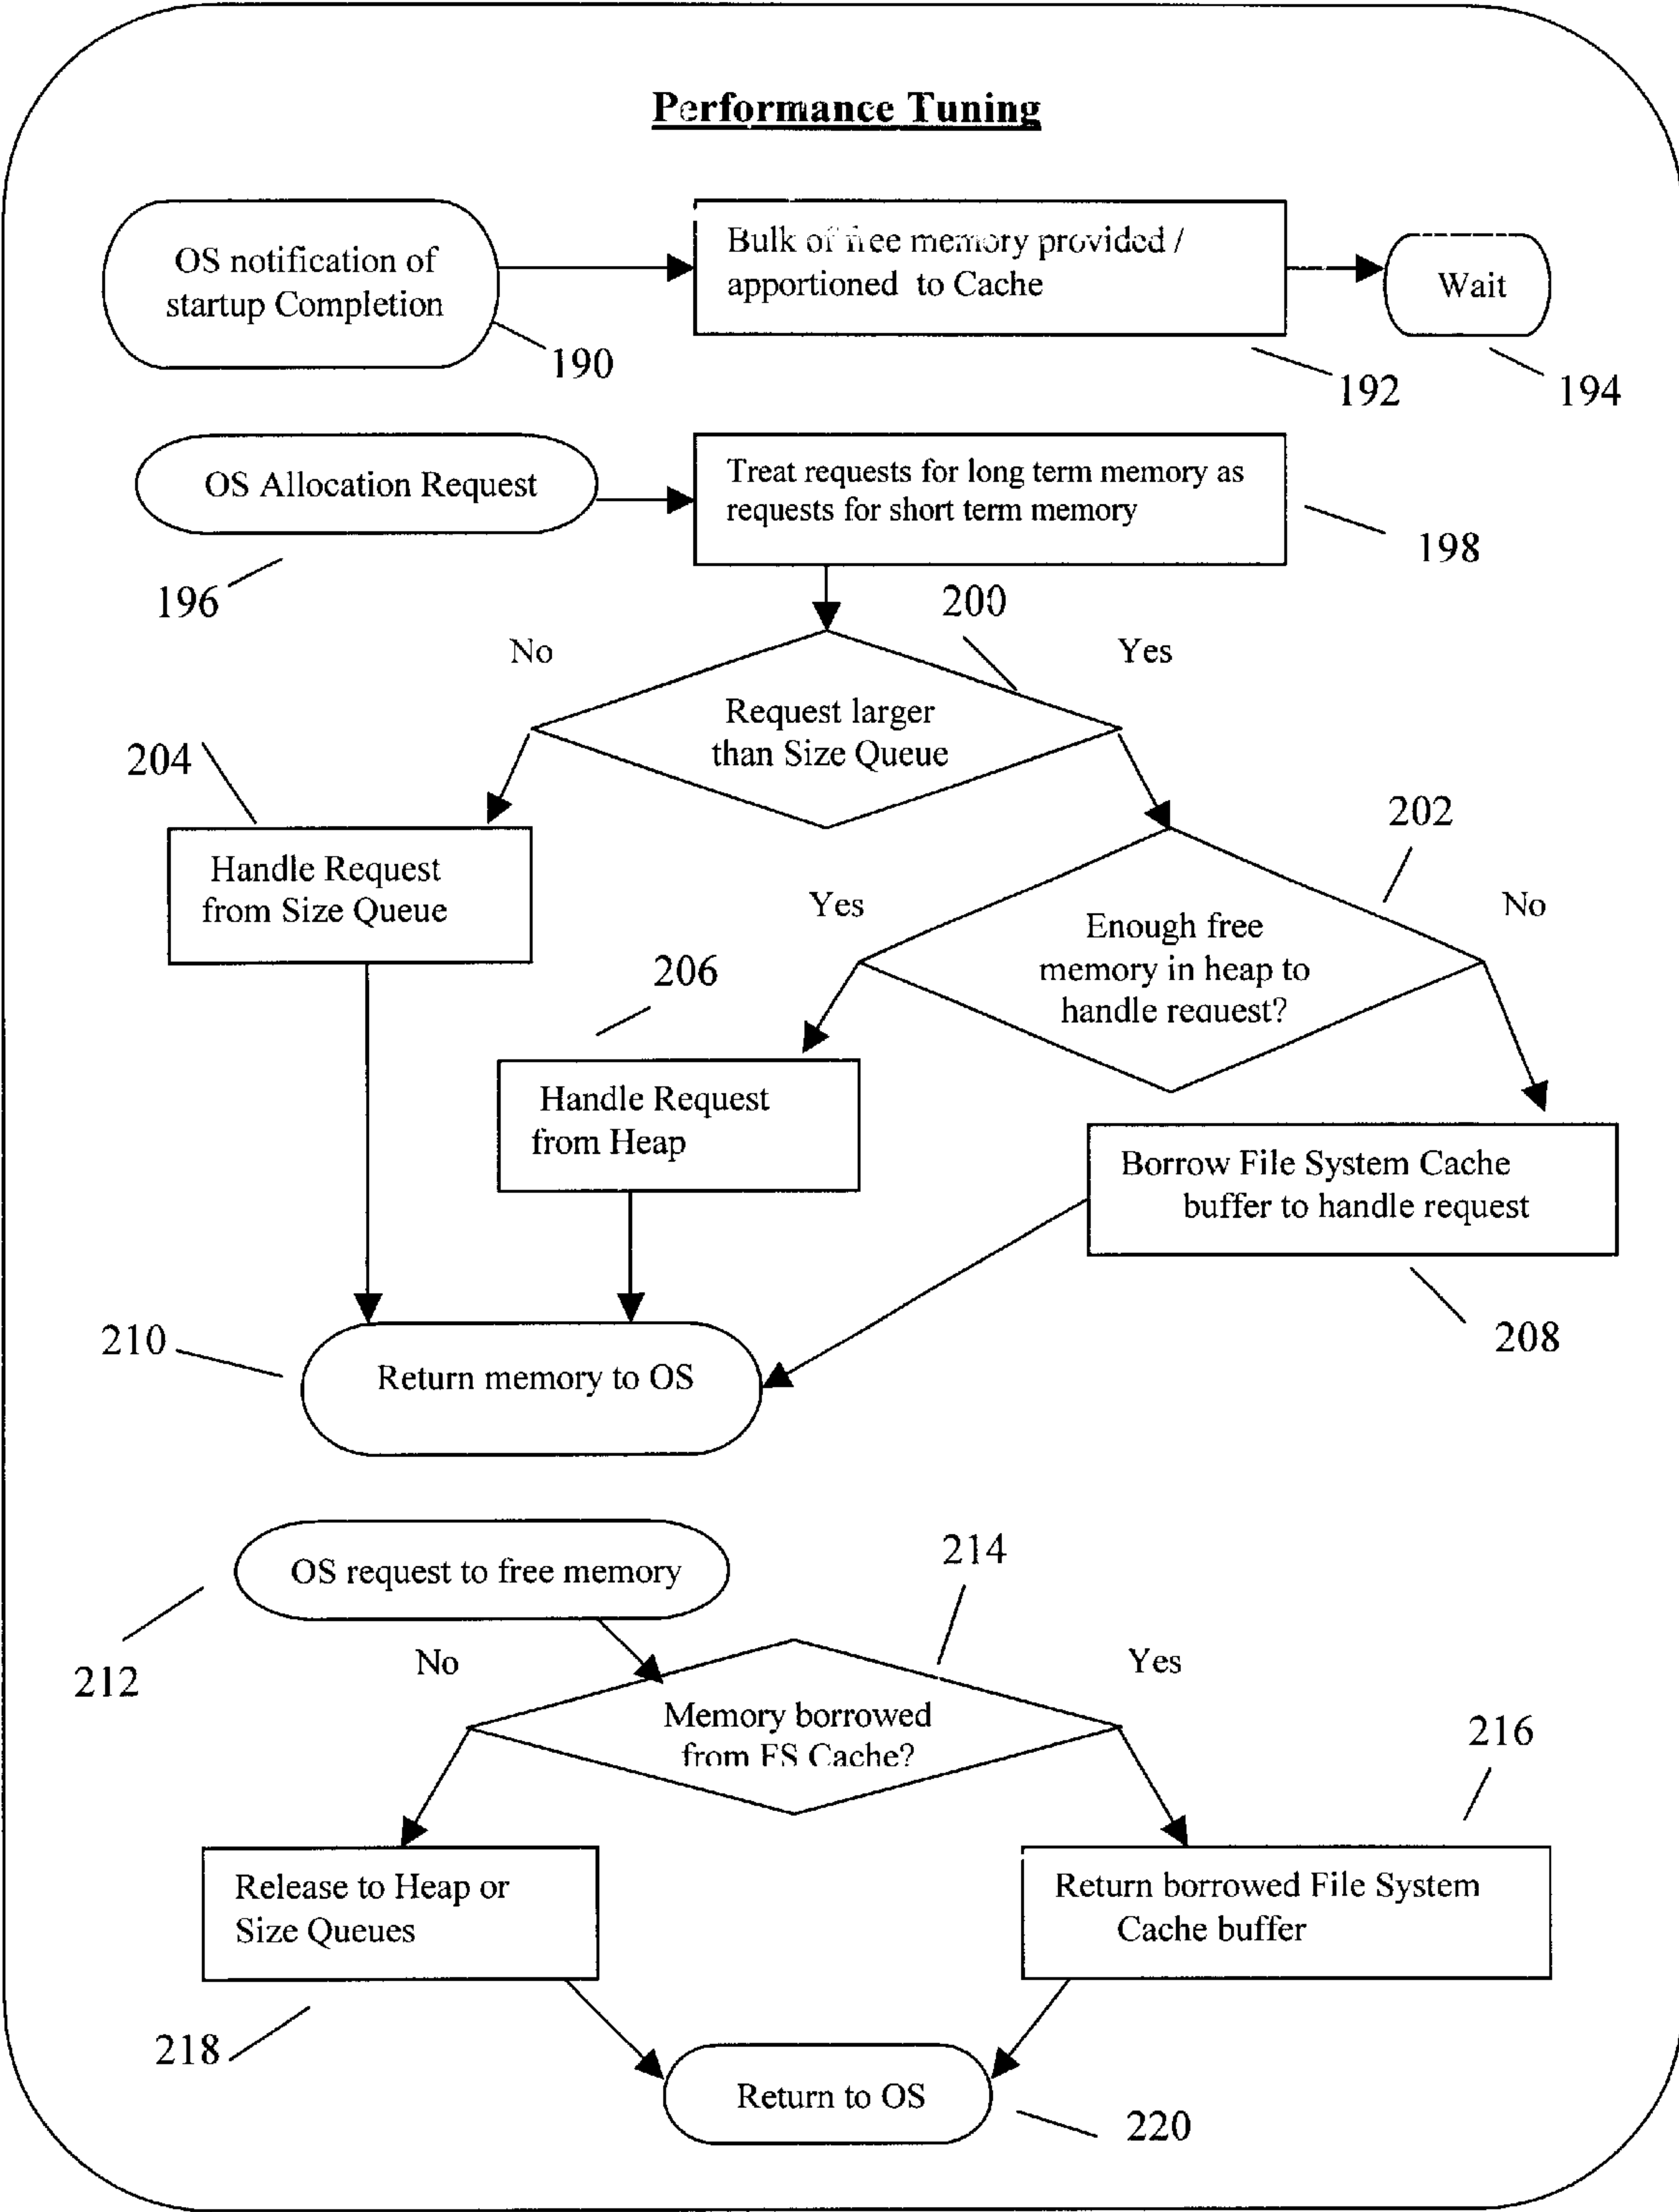 Performance Tuning
OS notification of
startup Completion
190
Bulk of free memory provided /
apportioned to Cache
192
Wait
194
OS Allocation Request
196
Treat requests for long term memory as
requests for short term memory
198
200
No
Yes
Request larger
than Size Queue
204
Handle Request
from Size Queue
202
Yes
No
Enough free
memory in heap to
handle request?
206
Handle Request
from Heap
Borrow File System Cache
buffer to handle request
208
210
Return memory to OS
OS request to free memory
212
214
No
Yes
Memory borrowed
from FS Cache?
216
Release to Heap or
Size Queues
218
Return borrowed File System
Cache buffer
Return to OS
220